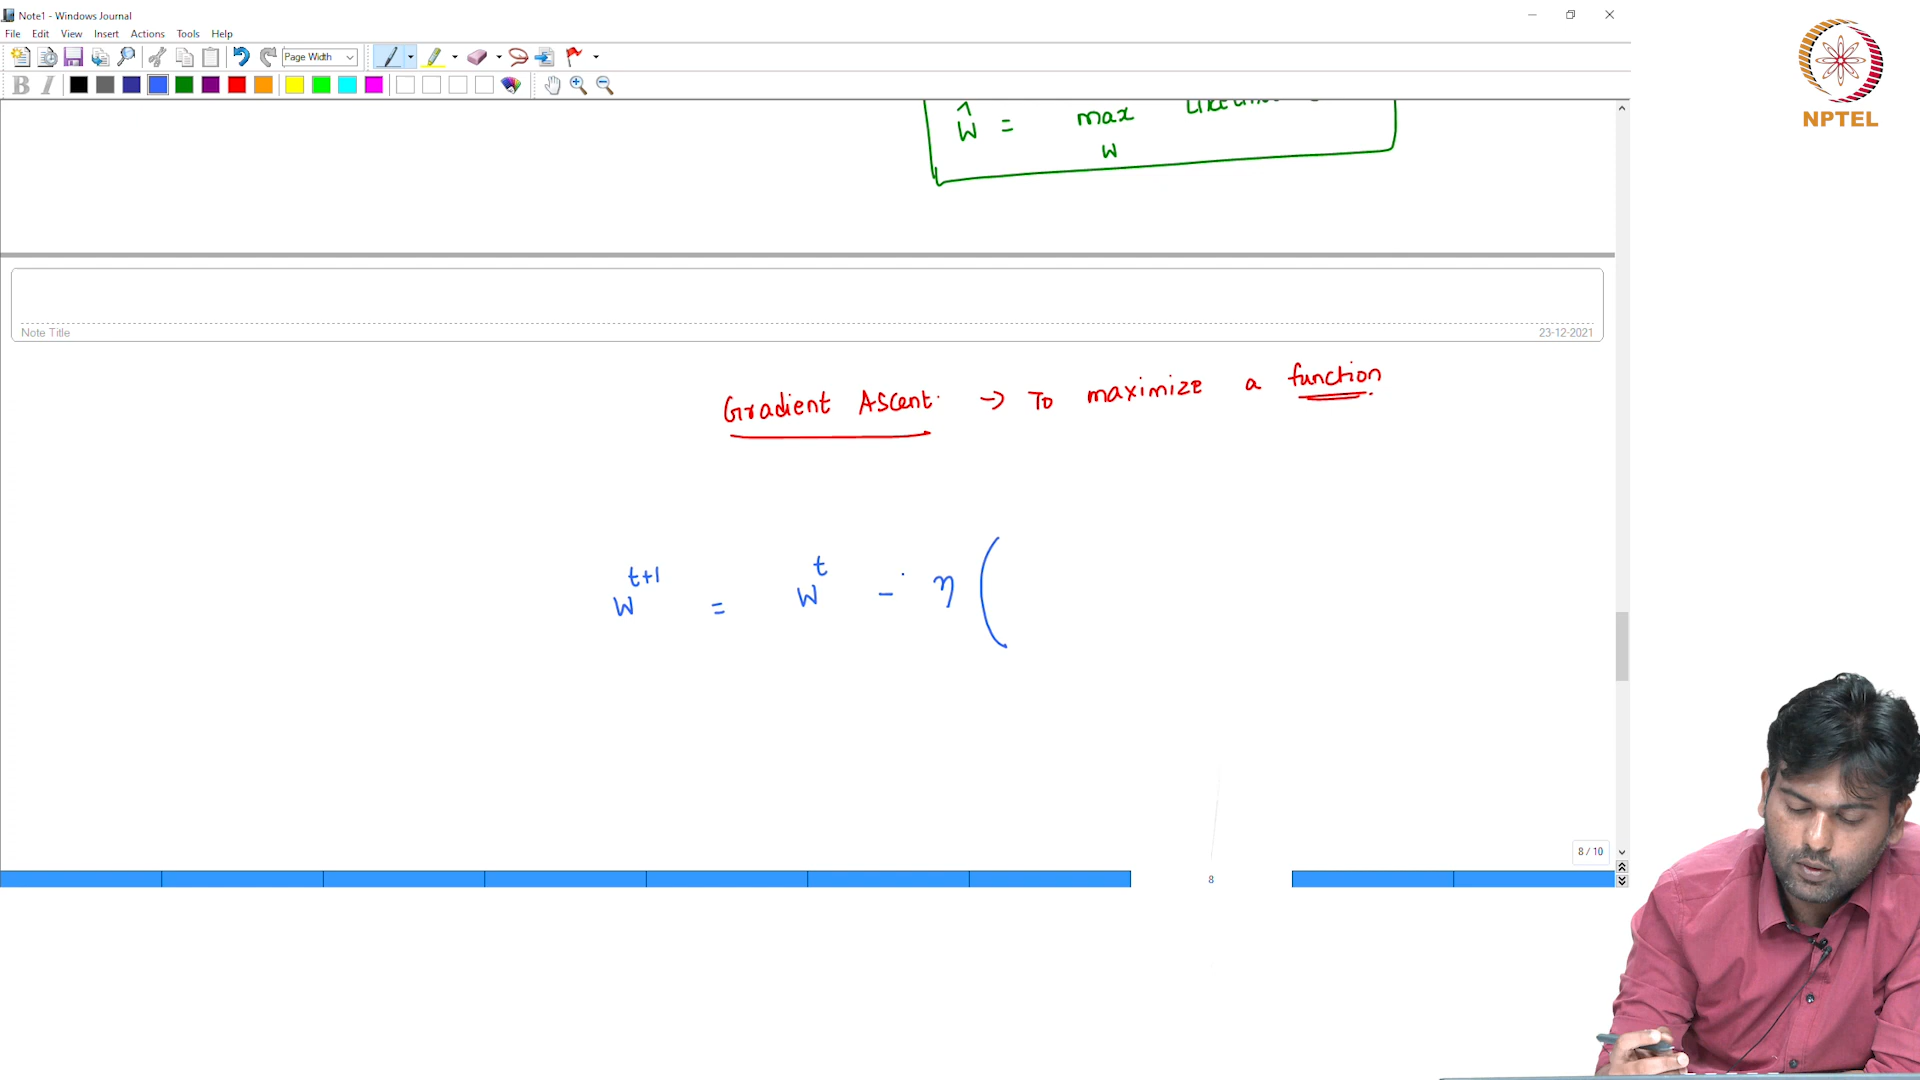 Note1 - Windows Journal
File Edit View Insert Actions Tools Help
Page Width
B I
NPTEL
ŵ = max
w
Note Title
23-12-2021
Gradient Ascent. → To maximize a function.
w^{t+1} = w^t - η (
8 / 10
8